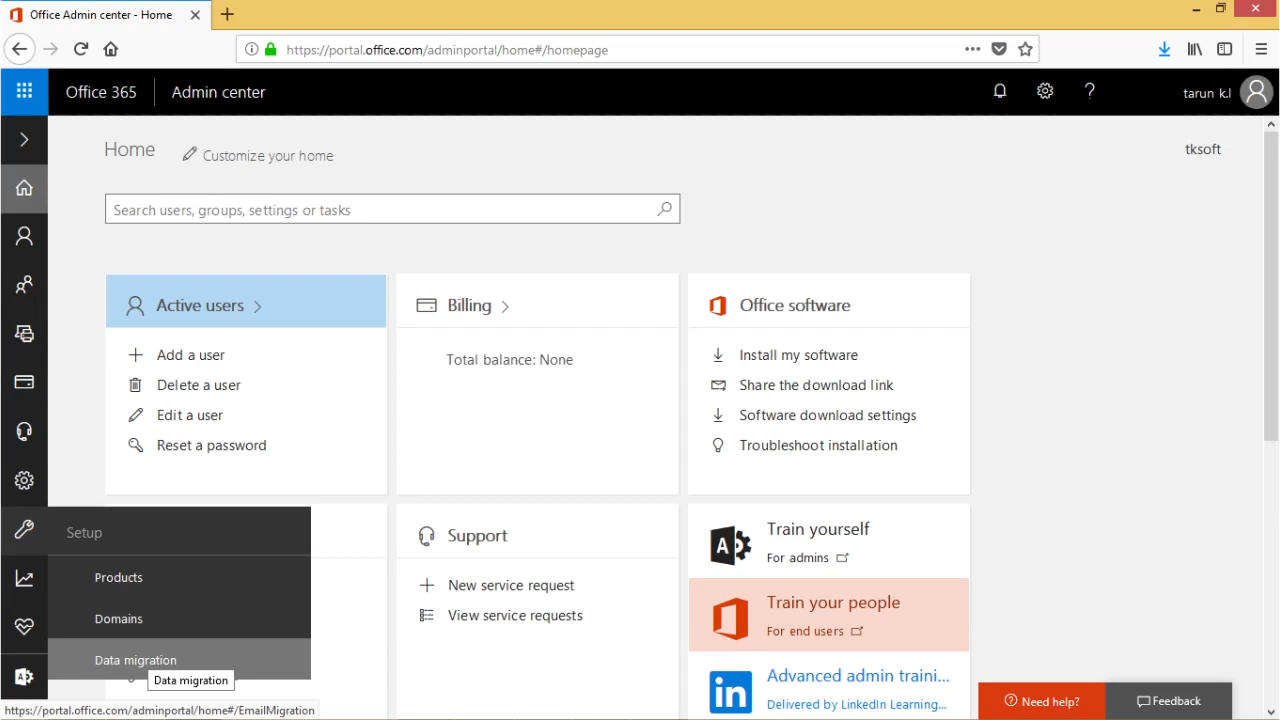 Office Admin center - Home
https://portal.office.com/adminportal/home#/homepage
Office 365
Admin center
tarun k.l
Home
Customize your home
tksoft
Search users, groups, settings or tasks
Active users
Add a user
Delete a user
Edit a user
Reset a password
Billing
Total balance: None
Office software
Install my software
Share the download link
Software download settings
Troubleshoot installation
Setup
Products
Domains
Data migration
Data migration
Support
New service request
View service requests
Train yourself
For admins
Train your people
For end users
Advanced admin traini...
Delivered by LinkedIn Learning...
Need help?
Feedback
https://portal.office.com/adminportal/home#/EmailMigration